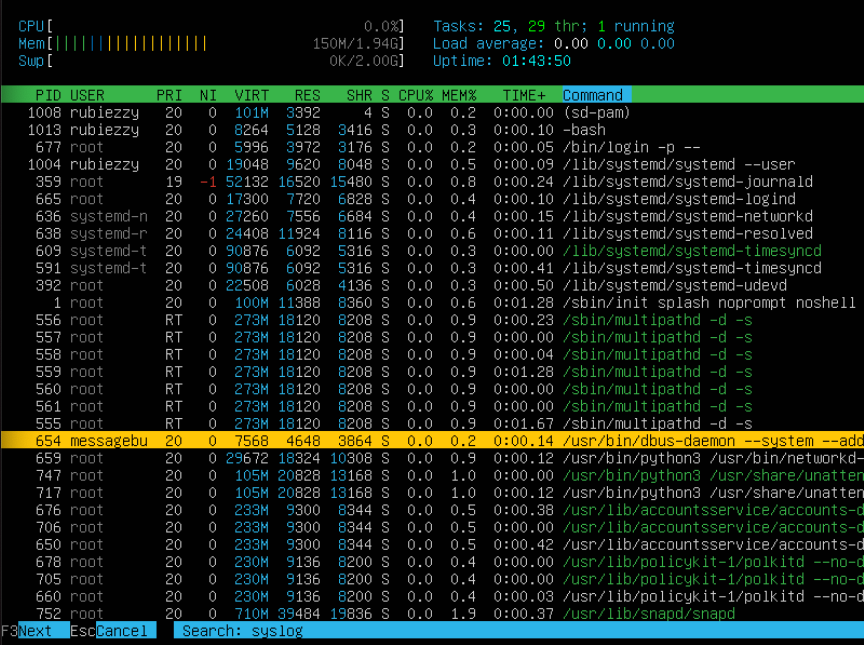 CPU[ 0.0%] Tasks: 25, 29 thr; 1 running
Mem[||||||||||||||||||| 150M/1.94G] Load average: 0.00 0.00 0.00
Swp[ 0K/2.00G] Uptime: 01:43:50
PID USER PRI NI VIRT RES SHR S CPU% MEM% TIME+ Command
1008 rubiezzy 20 0 101M 3392 4 S 0.0 0.2 0:00.00 (sd-pam)
1013 rubiezzy 20 0 8264 5128 3416 S 0.0 0.3 0:00.10 -bash
677 root 20 0 5996 3972 3176 S 0.0 0.2 0:00.05 /bin/login -p --
1004 rubiezzy 20 0 19048 9620 8048 S 0.0 0.5 0:00.09 /lib/systemd/systemd --user
359 root 19 -1 52132 16520 15480 S 0.0 0.8 0:00.24 /lib/systemd/systemd-journald
665 root 20 0 17300 7720 6828 S 0.0 0.4 0:00.10 /lib/systemd/systemd-logind
636 systemd-n 20 0 27260 7556 6684 S 0.0 0.4 0:00.15 /lib/systemd/systemd-networkd
638 systemd-r 20 0 24408 11924 8116 S 0.0 0.6 0:00.11 /lib/systemd/systemd-resolved
609 systemd-t 20 0 90876 6092 5316 S 0.0 0.3 0:00.00 /lib/systemd/systemd-timesyncd
591 systemd-t 20 0 90876 6092 5316 S 0.0 0.3 0:00.41 /lib/systemd/systemd-timesyncd
392 root 20 0 22508 6028 4136 S 0.0 0.3 0:00.50 /lib/systemd/systemd-udevd
1 root 20 0 100M 11388 8360 S 0.0 0.6 0:01.28 /sbin/init splash noprompt noshell
556 root RT 0 273M 18120 8208 S 0.0 0.9 0:00.23 /sbin/multipathd -d -s
557 root RT 0 273M 18120 8208 S 0.0 0.9 0:00.00 /sbin/multipathd -d -s
558 root RT 0 273M 18120 8208 S 0.0 0.9 0:00.04 /sbin/multipathd -d -s
559 root RT 0 273M 18120 8208 S 0.0 0.9 0:01.28 /sbin/multipathd -d -s
560 root RT 0 273M 18120 8208 S 0.0 0.9 0:00.00 /sbin/multipathd -d -s
561 root RT 0 273M 18120 8208 S 0.0 0.9 0:00.00 /sbin/multipathd -d -s
555 root RT 0 273M 18120 8208 S 0.0 0.9 0:01.67 /sbin/multipathd -d -s
654 messagebu 20 0 7568 4648 3864 S 0.0 0.2 0:00.14 /usr/bin/dbus-daemon --system --add
659 root 20 0 29672 18324 10308 S 0.0 0.9 0:00.12 /usr/bin/python3 /usr/bin/networkd-
747 root 20 0 105M 20828 13168 S 0.0 1.0 0:00.00 /usr/bin/python3 /usr/share/unatten
717 root 20 0 105M 20828 13168 S 0.0 1.0 0:00.12 /usr/bin/python3 /usr/share/unatten
676 root 20 0 233M 9300 8344 S 0.0 0.5 0:00.38 /usr/lib/accountsservice/accounts-d
706 root 20 0 233M 9300 8344 S 0.0 0.5 0:00.00 /usr/lib/accountsservice/accounts-d
650 root 20 0 233M 9300 8344 S 0.0 0.5 0:00.42 /usr/lib/accountsservice/accounts-d
678 root 20 0 230M 9136 8200 S 0.0 0.4 0:00.00 /usr/lib/policykit-1/polkitd --no-d
705 root 20 0 230M 9136 8200 S 0.0 0.4 0:00.00 /usr/lib/policykit-1/polkitd --no-d
660 root 20 0 230M 9136 8200 S 0.0 0.4 0:00.03 /usr/lib/policykit-1/polkitd --no-d
752 root 20 0 710M 39484 19836 S 0.0 1.9 0:00.37 /usr/lib/snapd/snapd
F3Next EscCancel Search: syslog